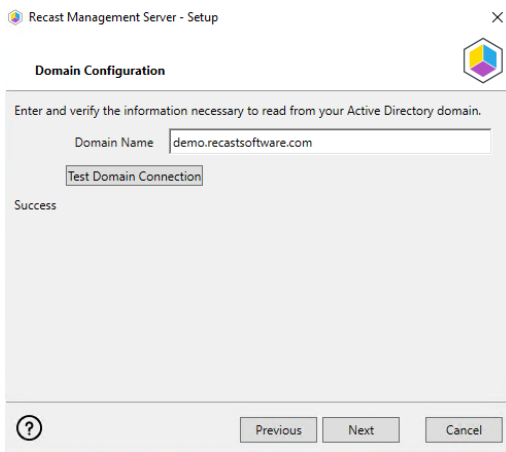 Recast Management Server - Setup
Domain Configuration
Enter and verify the information necessary to read from your Active Directory domain.
Domain Name demo.recastsoftware.com
Test Domain Connection
Success
? Previous Next Cancel